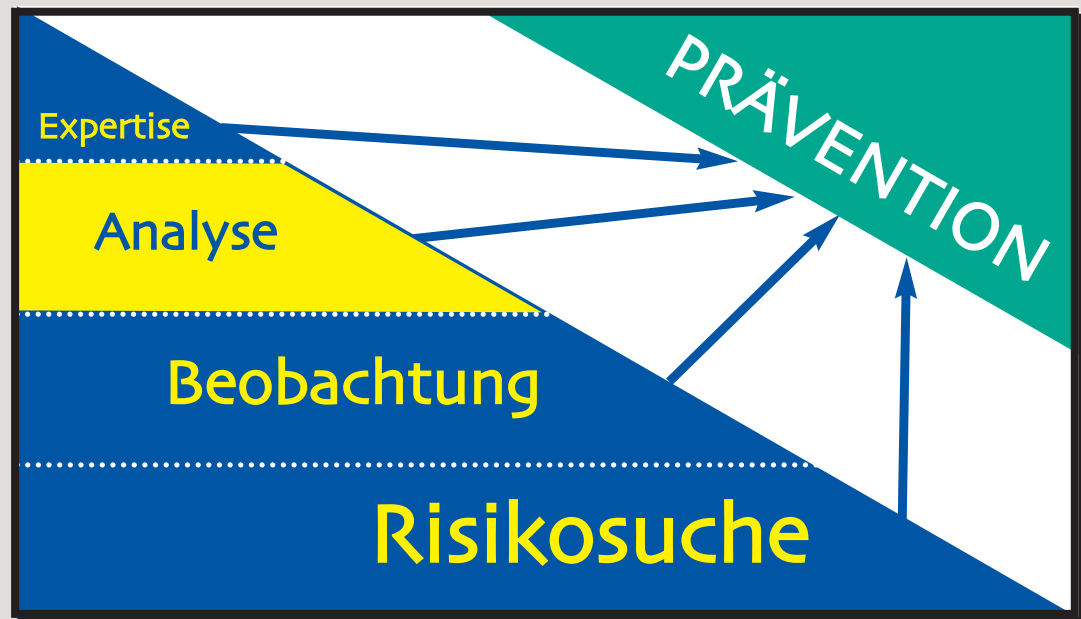 PRÄVENTION
Expertise
Analyse
Beobachtung
Risikosuche